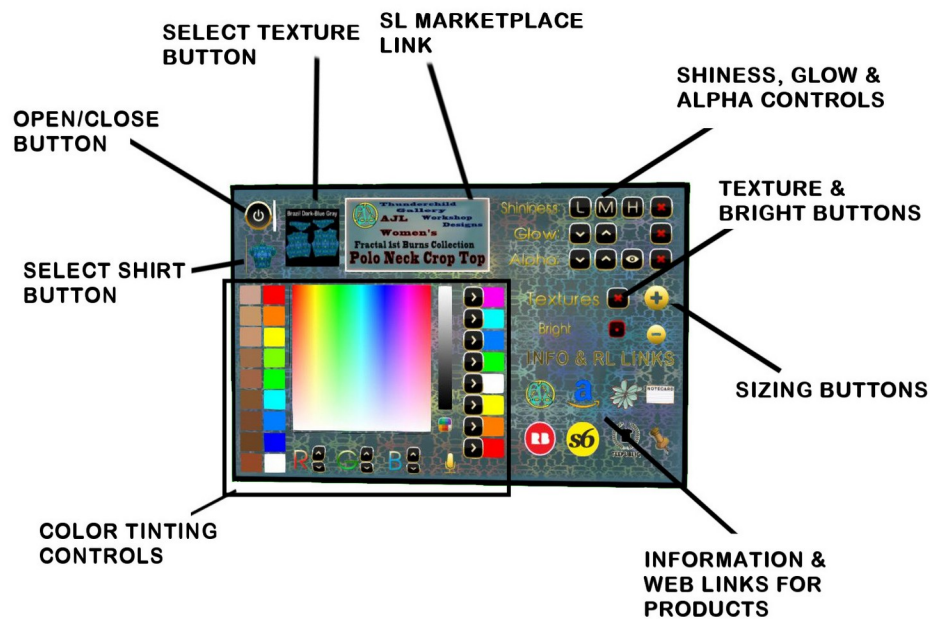 SELECT TEXTURE
BUTTON
SL MARKETPLACE
LINK
SHINESS, GLOW &
ALPHA CONTROLS
OPEN/CLOSE
BUTTON
TEXTURE &
BRIGHT BUTTONS
SELECT SHIRT
BUTTON
Brazil Dark-Blue Gray
Thunderchild
Gallery
AJL Workshop
Designs
Women's
Fractal 1st Burns Collection
Polo Neck Crop Top
Shininess: L M H
Glow:
Alpha:
Textures
Bright
INFO & RL LINKS
a
NOTECARD
RB
s6
R G B
SIZING BUTTONS
COLOR TINTING
CONTROLS
INFORMATION &
WEB LINKS FOR
PRODUCTS